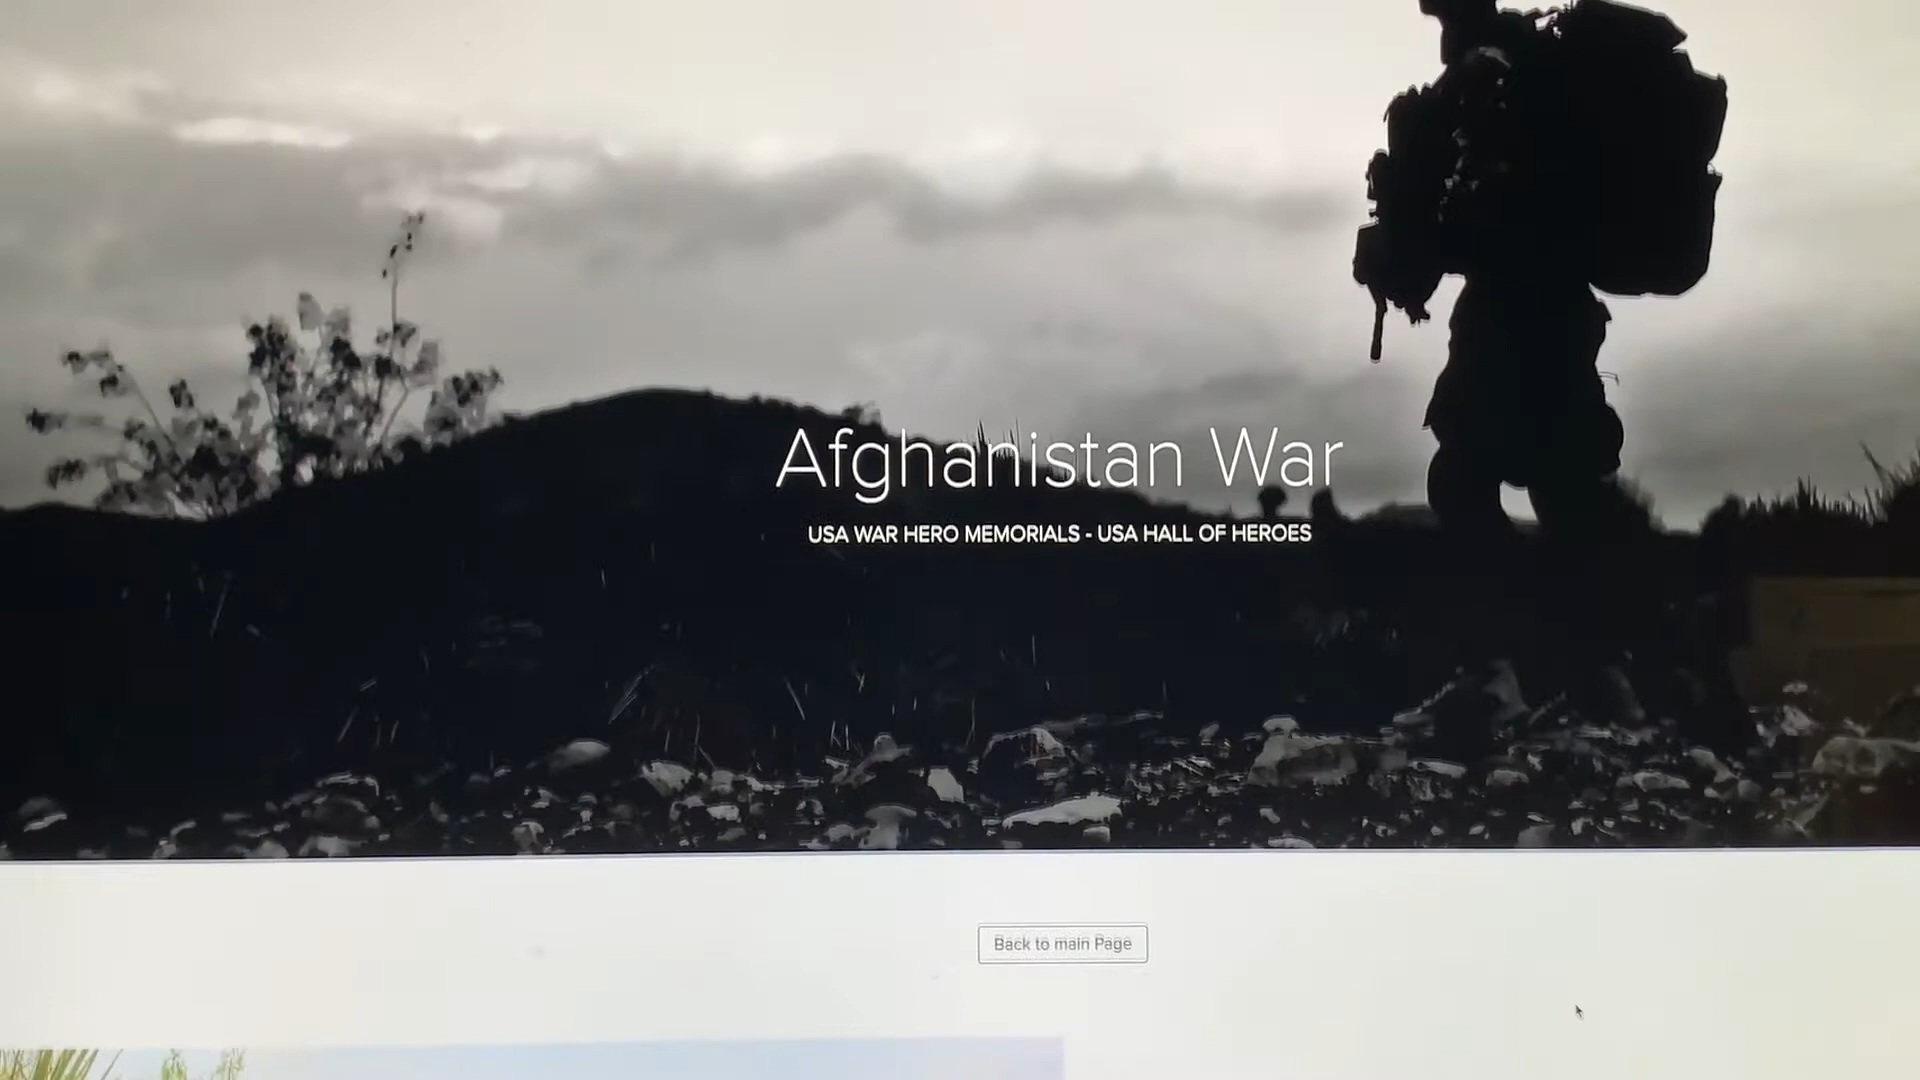 Afghanistan War
USA WAR HERO MEMORIALS - USA HALL OF HEROES
Back to main Page